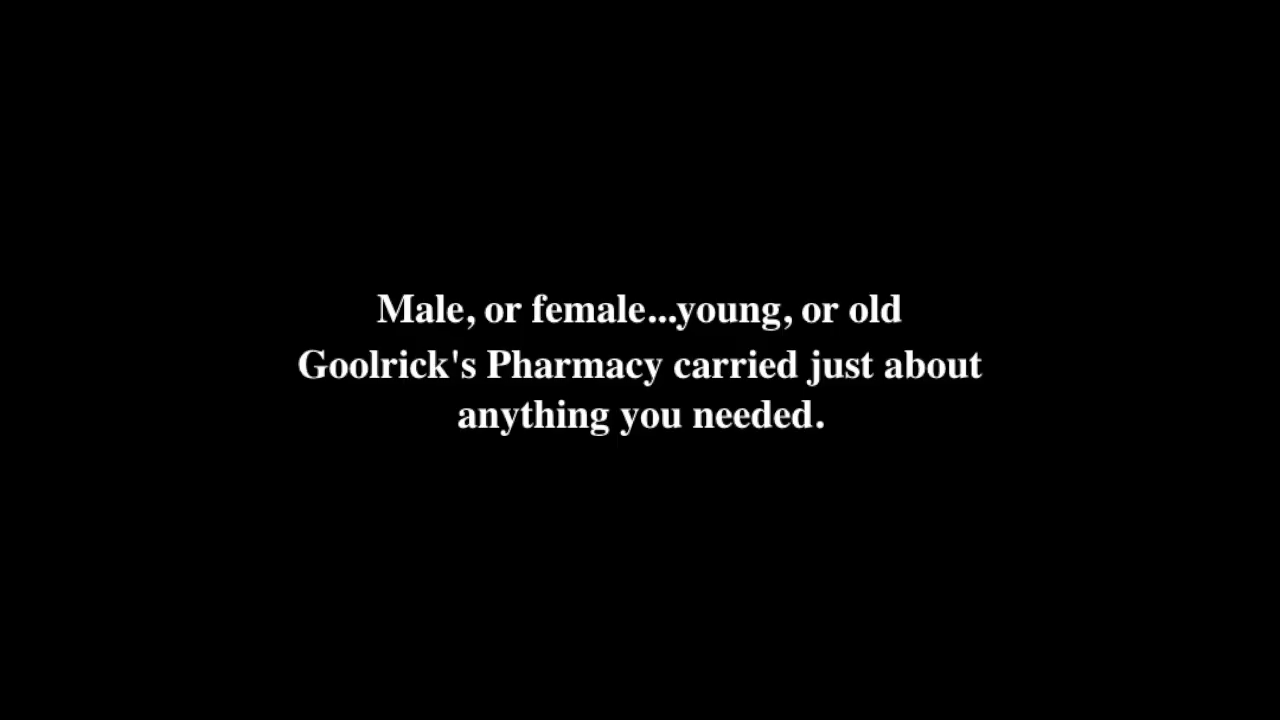 Male, or female...young, or old
Goolrick's Pharmacy carried just about
anything you needed.